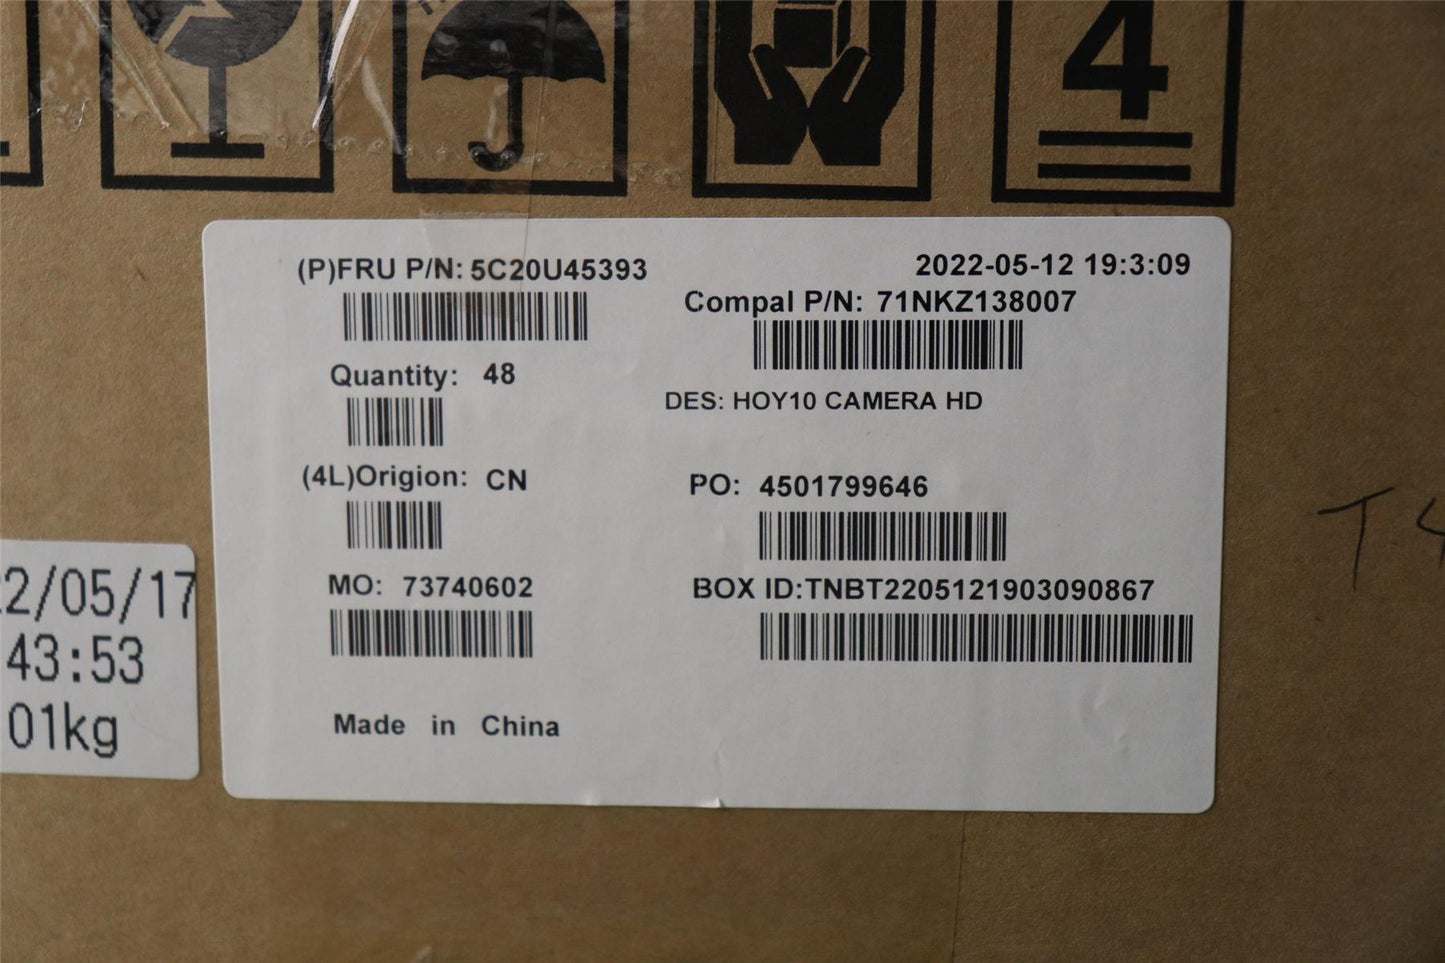 4
(P)FRU P/N: 5C20U45393
2022-05-12 19:3:09
Compal P/N: 71NKZ138007
Quantity: 48
DES: HOY10 CAMERA HD
(4L)Origion: CN
PO: 4501799646
MO: 73740602
BOX ID:TNBT2205121903090867
Made in China
2/05/17
43:53
01kg
T4